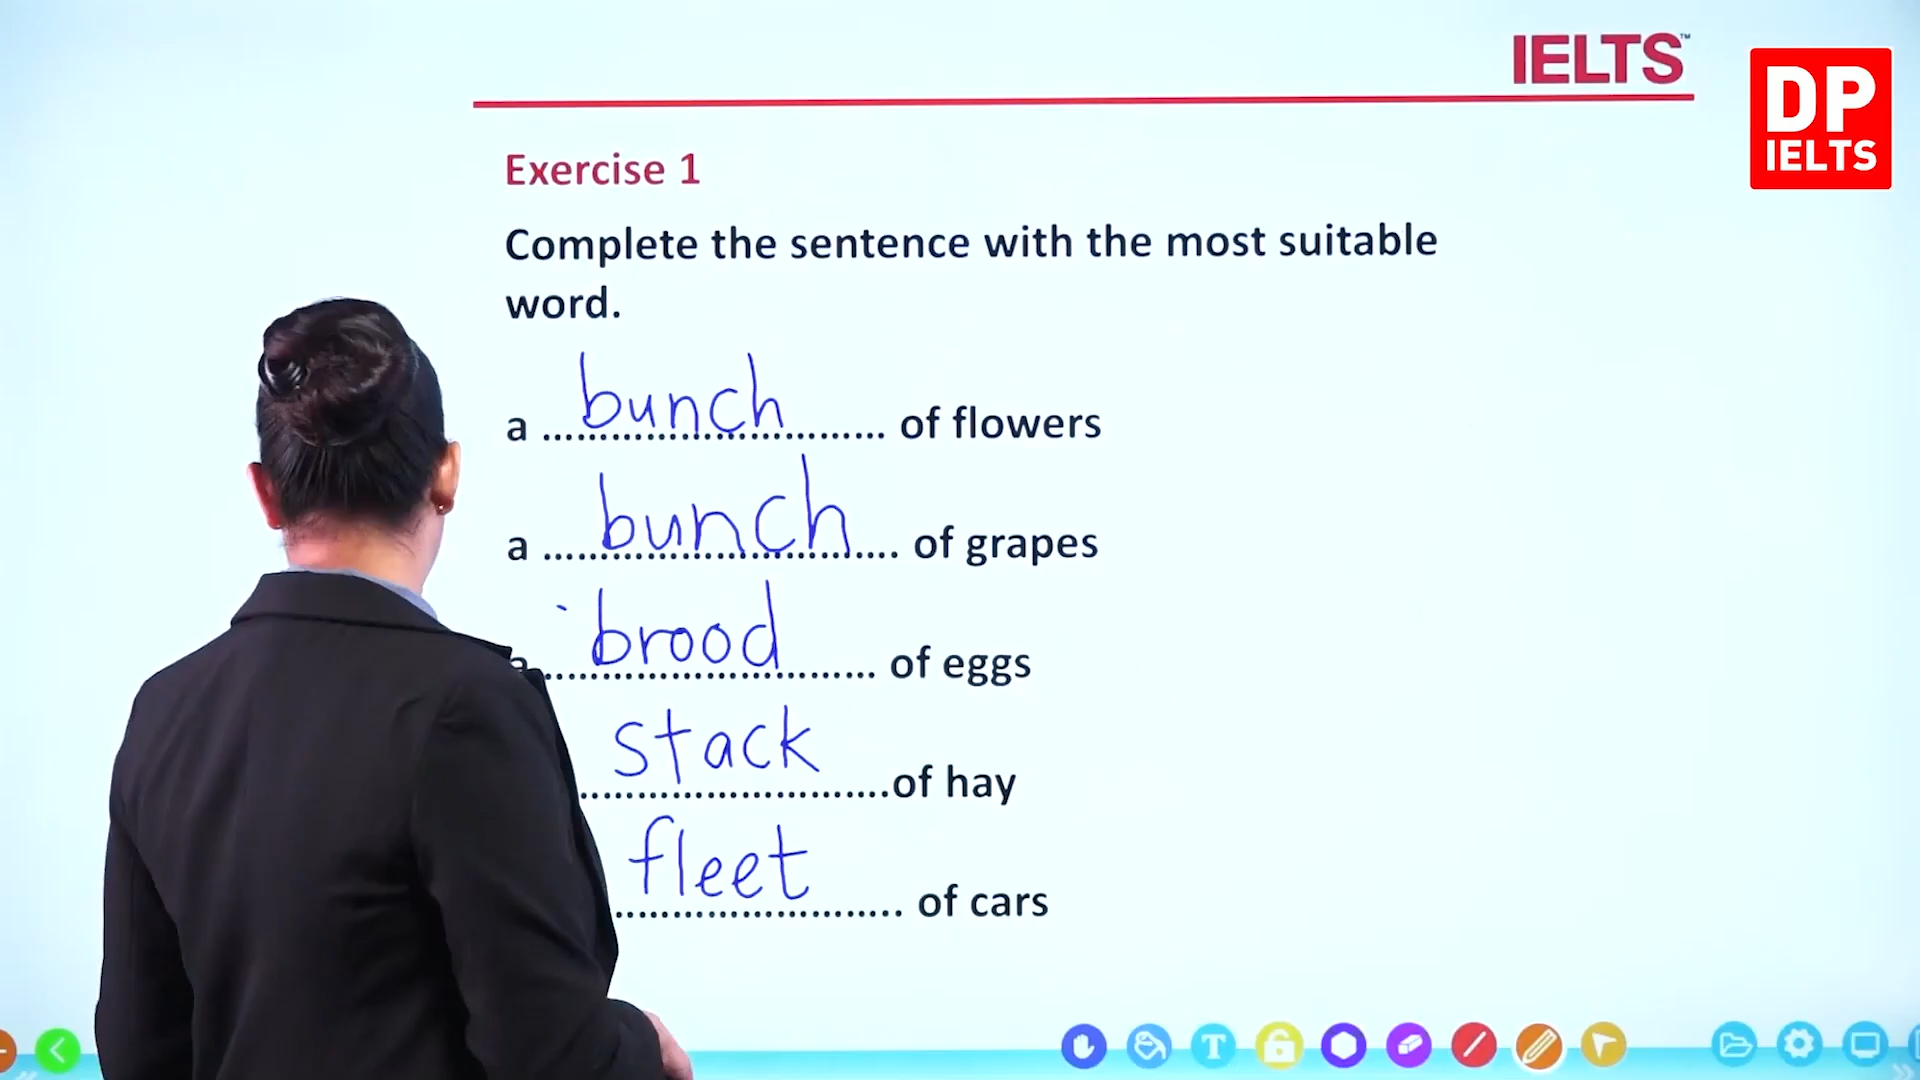 IELTS™
DP
IELTS
Exercise 1
Complete the sentence with the most suitable
word.
a bunch of flowers
a bunch of grapes
a brood of eggs
stack of hay
fleet of cars
T